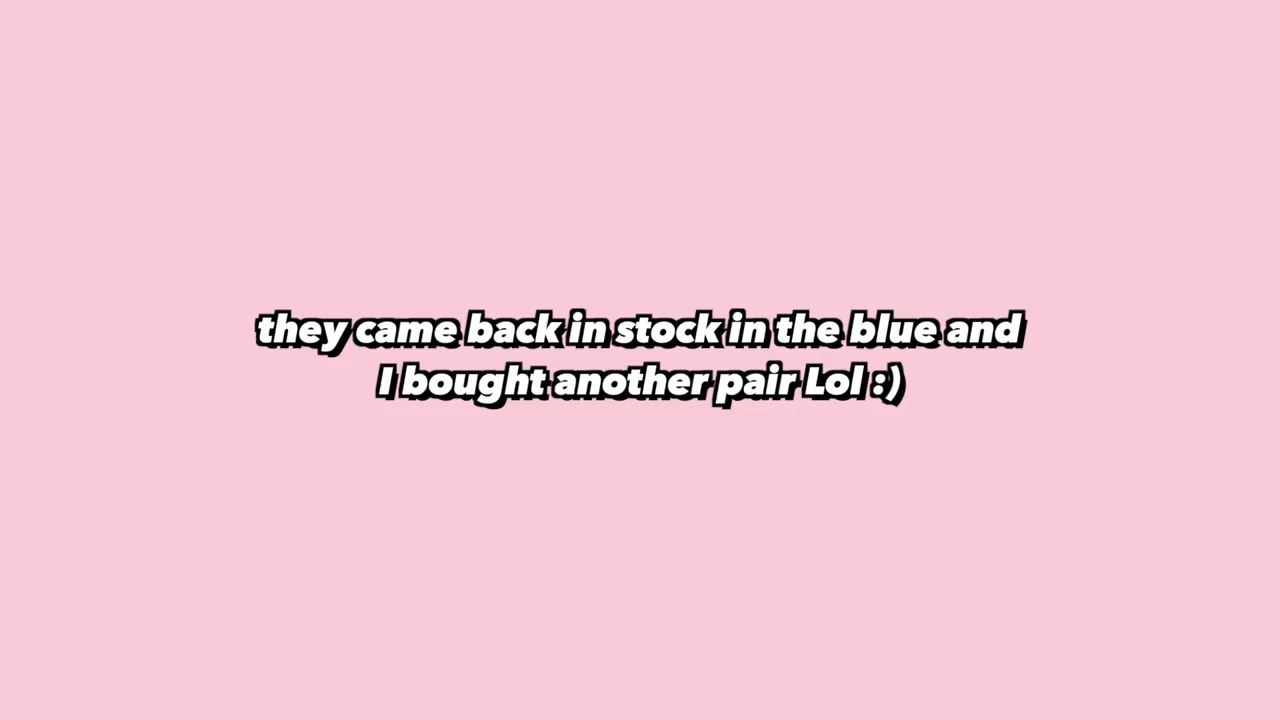 they came back in stock in the blue and
I bought another pair Lol :)